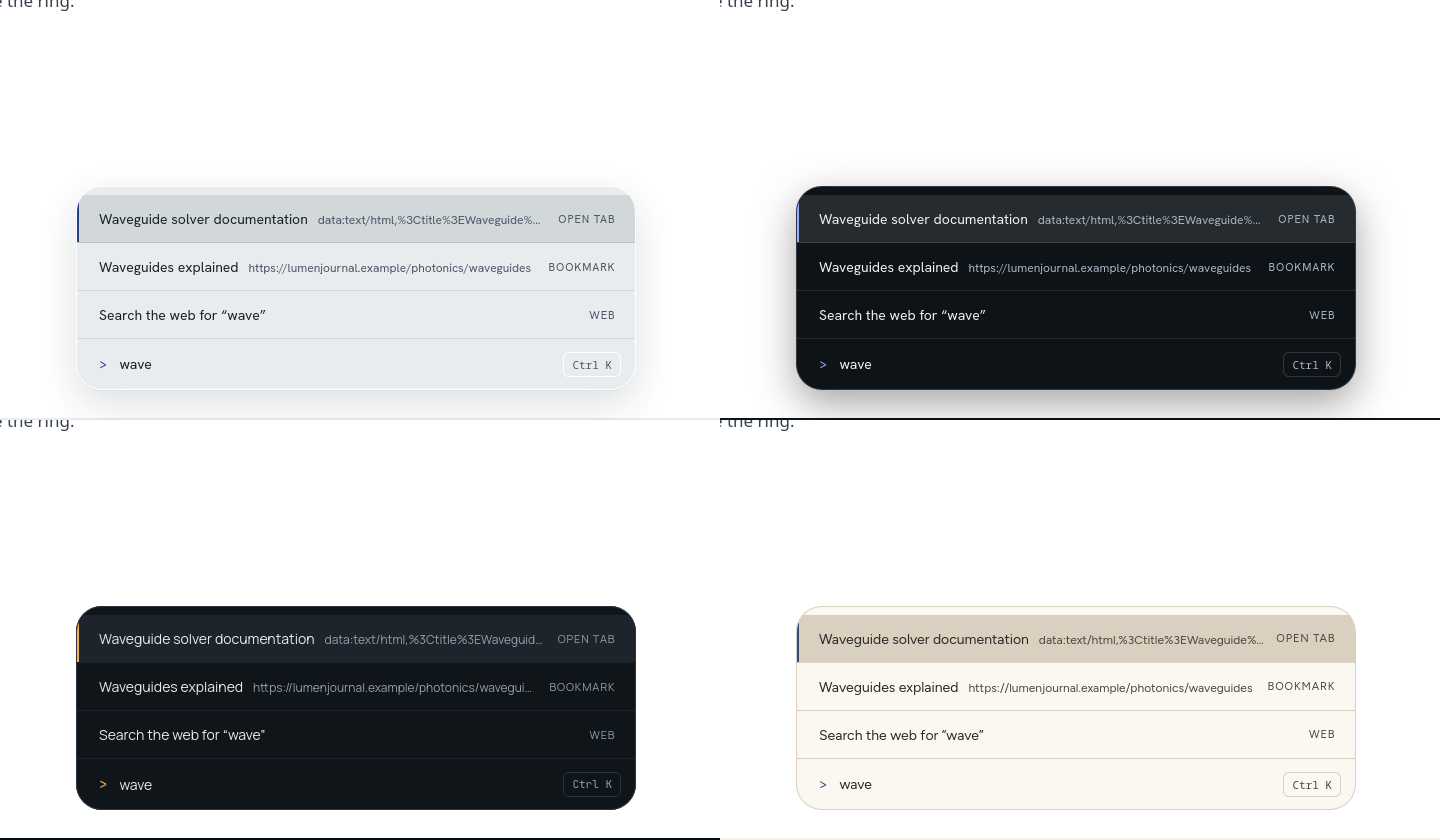 the ring.
the ring.
Waveguide solver documentation data:text/html,%3Ctitle%3EWaveguide%... OPEN TAB
Waveguides explained https://lumenjournal.example/photonics/waveguides BOOKMARK
Search the web for “wave” WEB
> wave Ctrl K
Waveguide solver documentation data:text/html,%3Ctitle%3EWaveguide%... OPEN TAB
Waveguides explained https://lumenjournal.example/photonics/waveguides BOOKMARK
Search the web for “wave” WEB
> wave Ctrl K
the ring.
the ring.
Waveguide solver documentation data:text/html,%3Ctitle%3EWaveguid... OPEN TAB
Waveguides explained https://lumenjournal.example/photonics/wavegui... BOOKMARK
Search the web for “wave” WEB
> wave Ctrl K
Waveguide solver documentation data:text/html,%3Ctitle%3EWaveguide%... OPEN TAB
Waveguides explained https://lumenjournal.example/photonics/waveguides BOOKMARK
Search the web for “wave” WEB
> wave Ctrl K